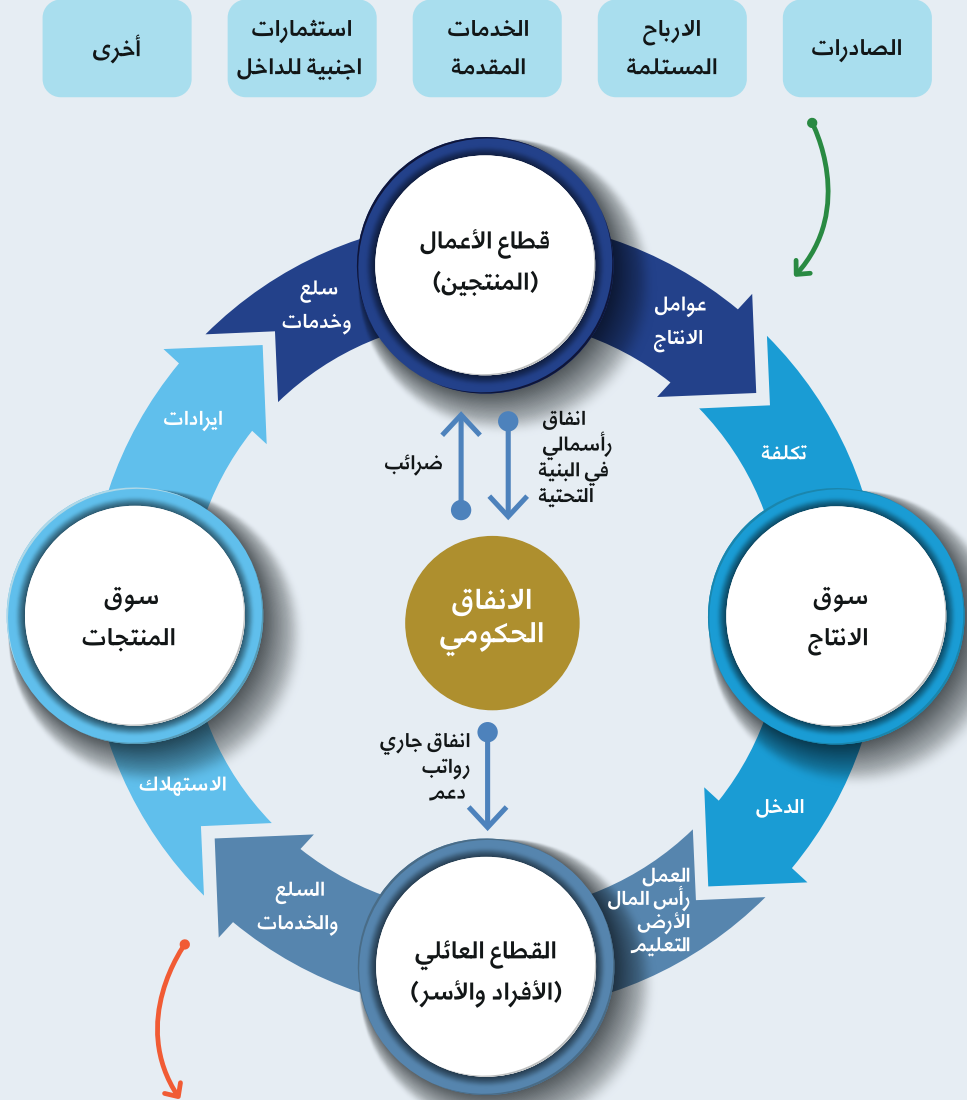 الصادرات
الارباح
المستلمة
الخدمات
المقدمة
استثمارات
اجنبية للداخل
أخرى
قطاع الأعمال
(المنتجين)
عوامل
الانتاج
سلع
وخدمات
تكلفة
ايرادات
انفاق
رأسمالي
في البنية
التحتية
ضرائب
سوق
الانتاج
الانفاق
الحكومي
سوق
المنتجات
انفاق جاري
رواتب
دعم
الدخل
الاستهلاك
العمل
رأس المال
الأرض
التعليم
السلع
والخدمات
القطاع العائلي
(الأفراد والأسر)